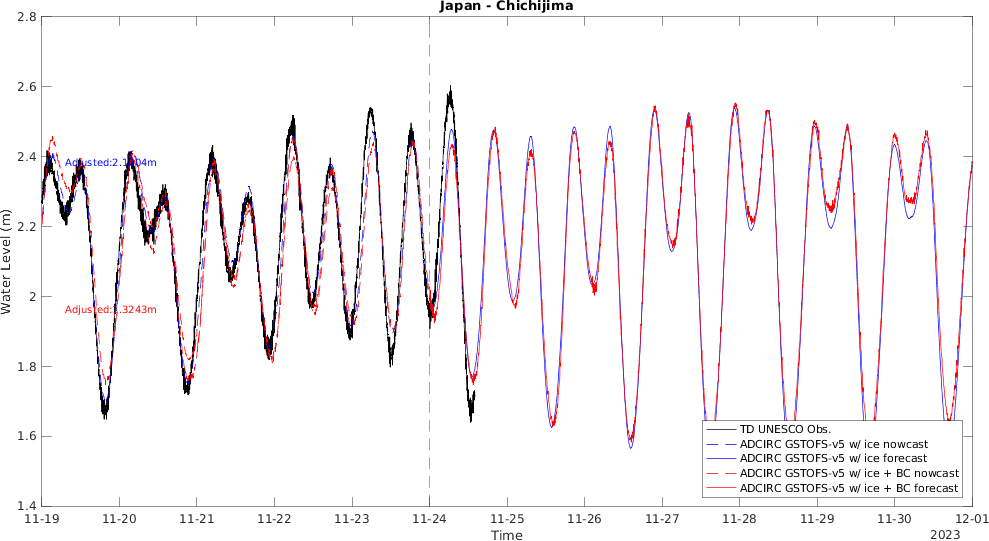 Japan - Chichijima
2.8
2.6
2.4
2.2
2
1.8
1.6
1.4
Water Level (m)
Adjusted:
Adjusted:
TD UNESCO Obs.
ADCIRC GSTOFS-v5 w/ ice nowcast
ADCIRC GSTOFS-v5 w/ ice forecast
ADCIRC GSTOFS-v5 w/ ice + BC nowcast
ADCIRC GSTOFS-v5 w/ ice + BC forecast
11-19 11-20 11-21 11-22 11-23 11-24 11-25 11-26 11-27 11-28 11-29 11-30 12-01
Time
2023